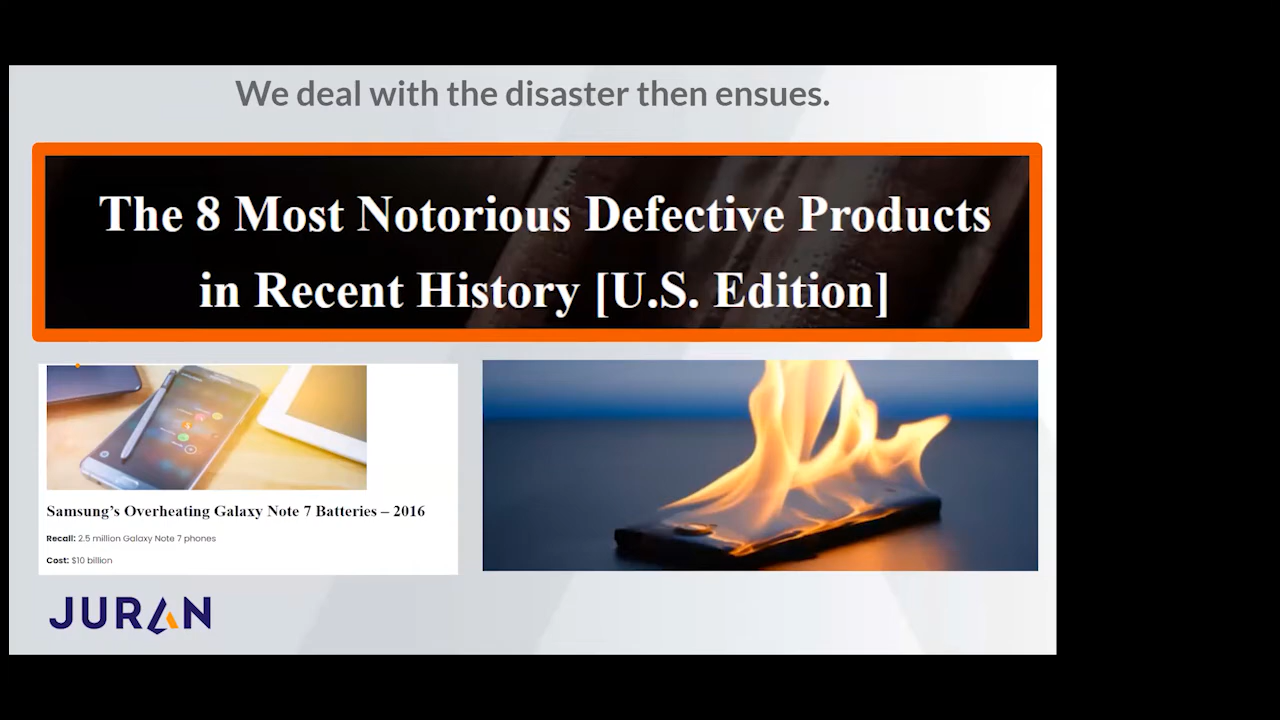 We deal with the disaster then ensues.
The 8 Most Notorious Defective Products
in Recent History [U.S. Edition]
Samsung's Overheating Galaxy Note 7 Batteries – 2016
Recall: 2.5 million Galaxy Note 7 phones
Cost: $10 billion
JURAN